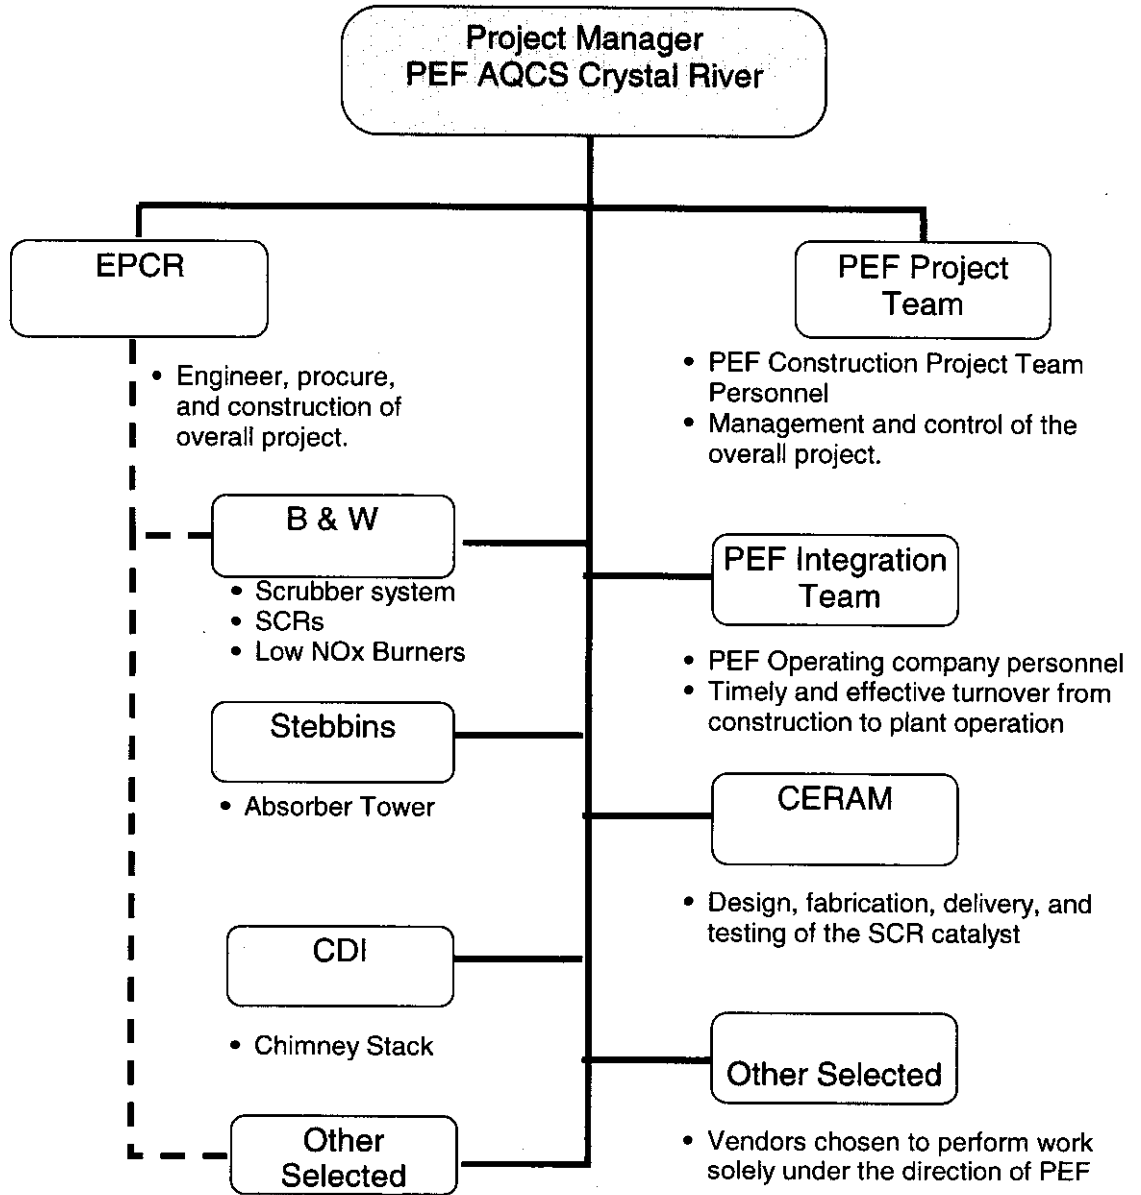 Project Manager
PEF AQCS Crystal River
EPCR
• Engineer, procure,
and construction of
overall project.
PEF Project
Team
• PEF Construction Project Team
Personnel
• Management and control of the
overall project.
B & W
• Scrubber system
• SCRs
• Low NOx Burners
PEF Integration
Team
• PEF Operating company personnel
• Timely and effective turnover from
construction to plant operation
Stebbins
• Absorber Tower
CERAM
• Design, fabrication, delivery, and
testing of the SCR catalyst
CDI
• Chimney Stack
Other Selected
• Vendors chosen to perform work
solely under the direction of PEF
Other
Selected